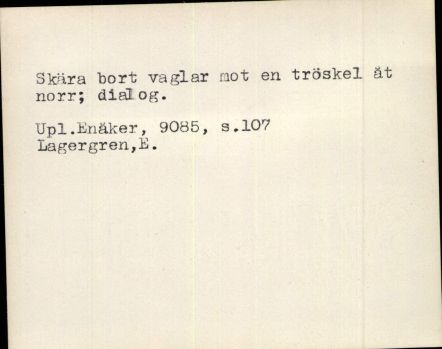 Skära bort vaglar mot en tröskel åt
norr; dialog.
Upl.Enåker, 9085, s.107
Lagergren,E.